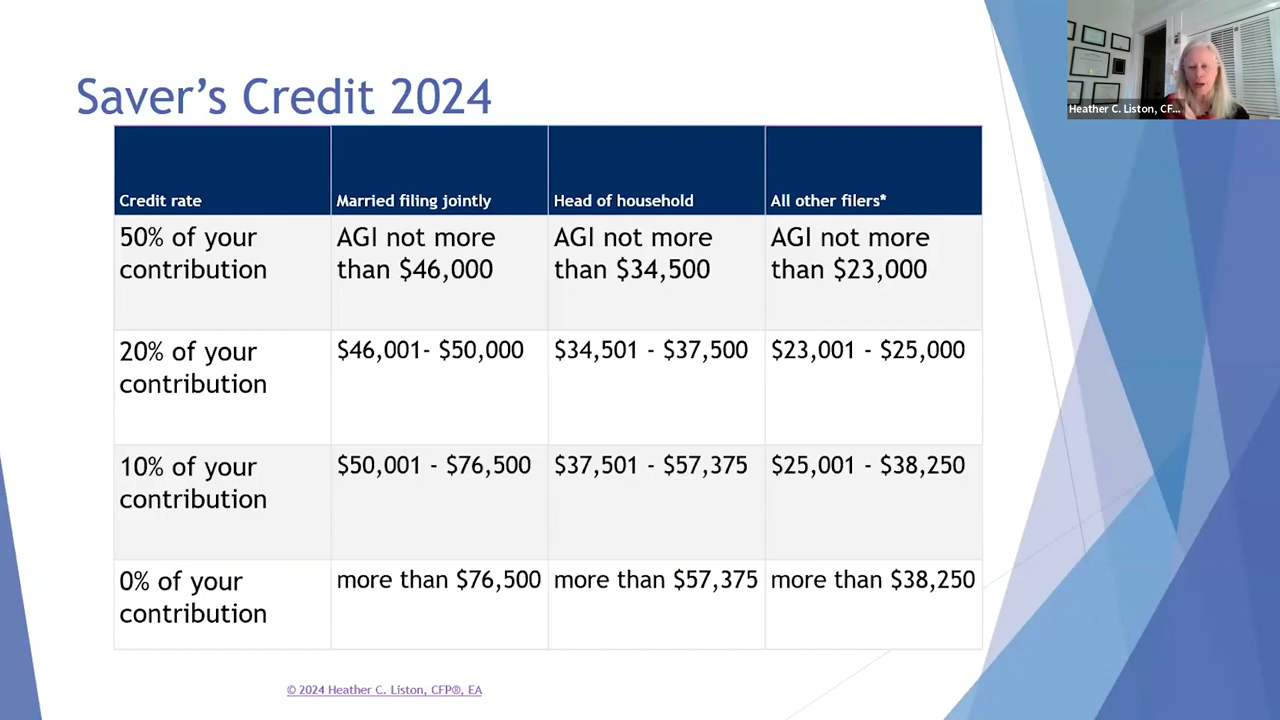 Heather C. Liston, CF...
Saver's Credit 2024
Credit rate
Married filing jointly
Head of household
All other filers*
50% of your
contribution
AGI not more
than $46,000
AGI not more
than $34,500
AGI not more
than $23,000
20% of your
contribution
$46,001- $50,000
$34,501 - $37,500
$23,001 - $25,000
10% of your
contribution
$50,001 - $76,500
$37,501 - $57,375
$25,001 - $38,250
0% of your
contribution
more than $76,500
more than $57,375
more than $38,250
© 2024 Heather C. Liston, CFP®, EA